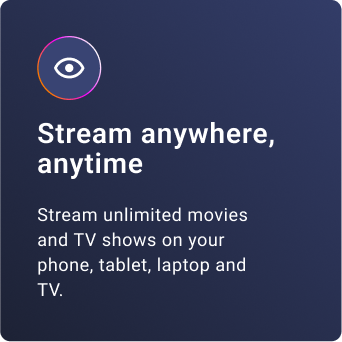 Stream anywhere,
anytime
Stream unlimited movies
and TV shows on your
phone, tablet, laptop and
TV.